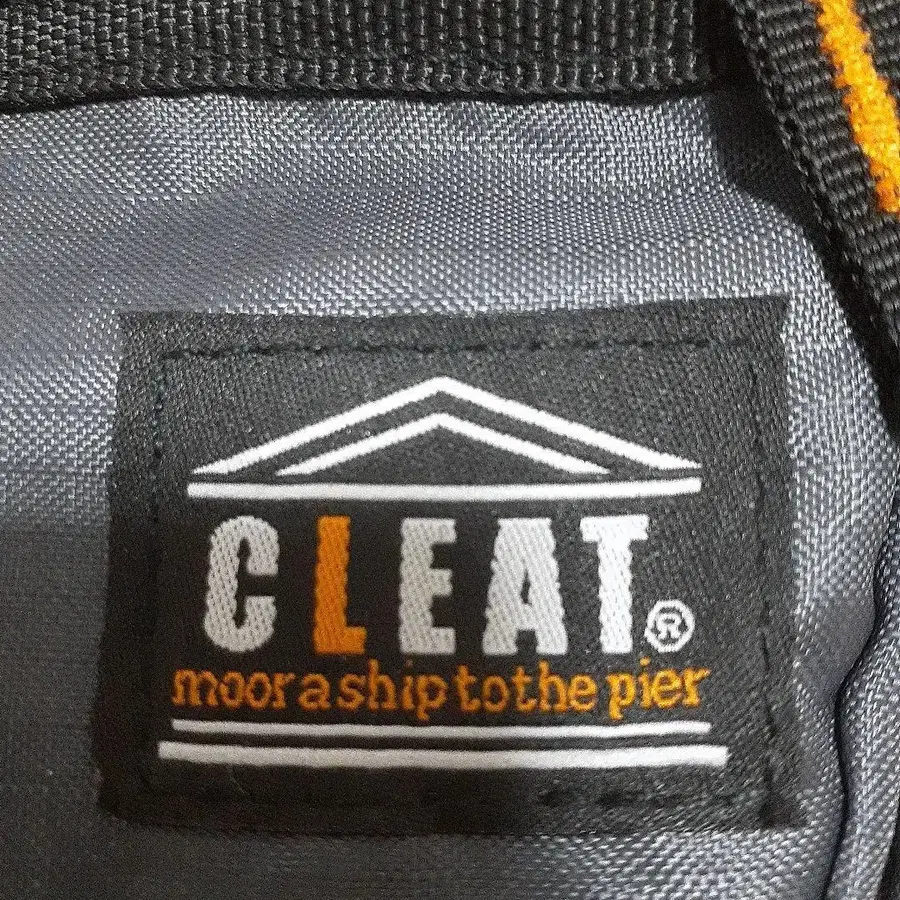 CLEAT®
moor a ship to the pier